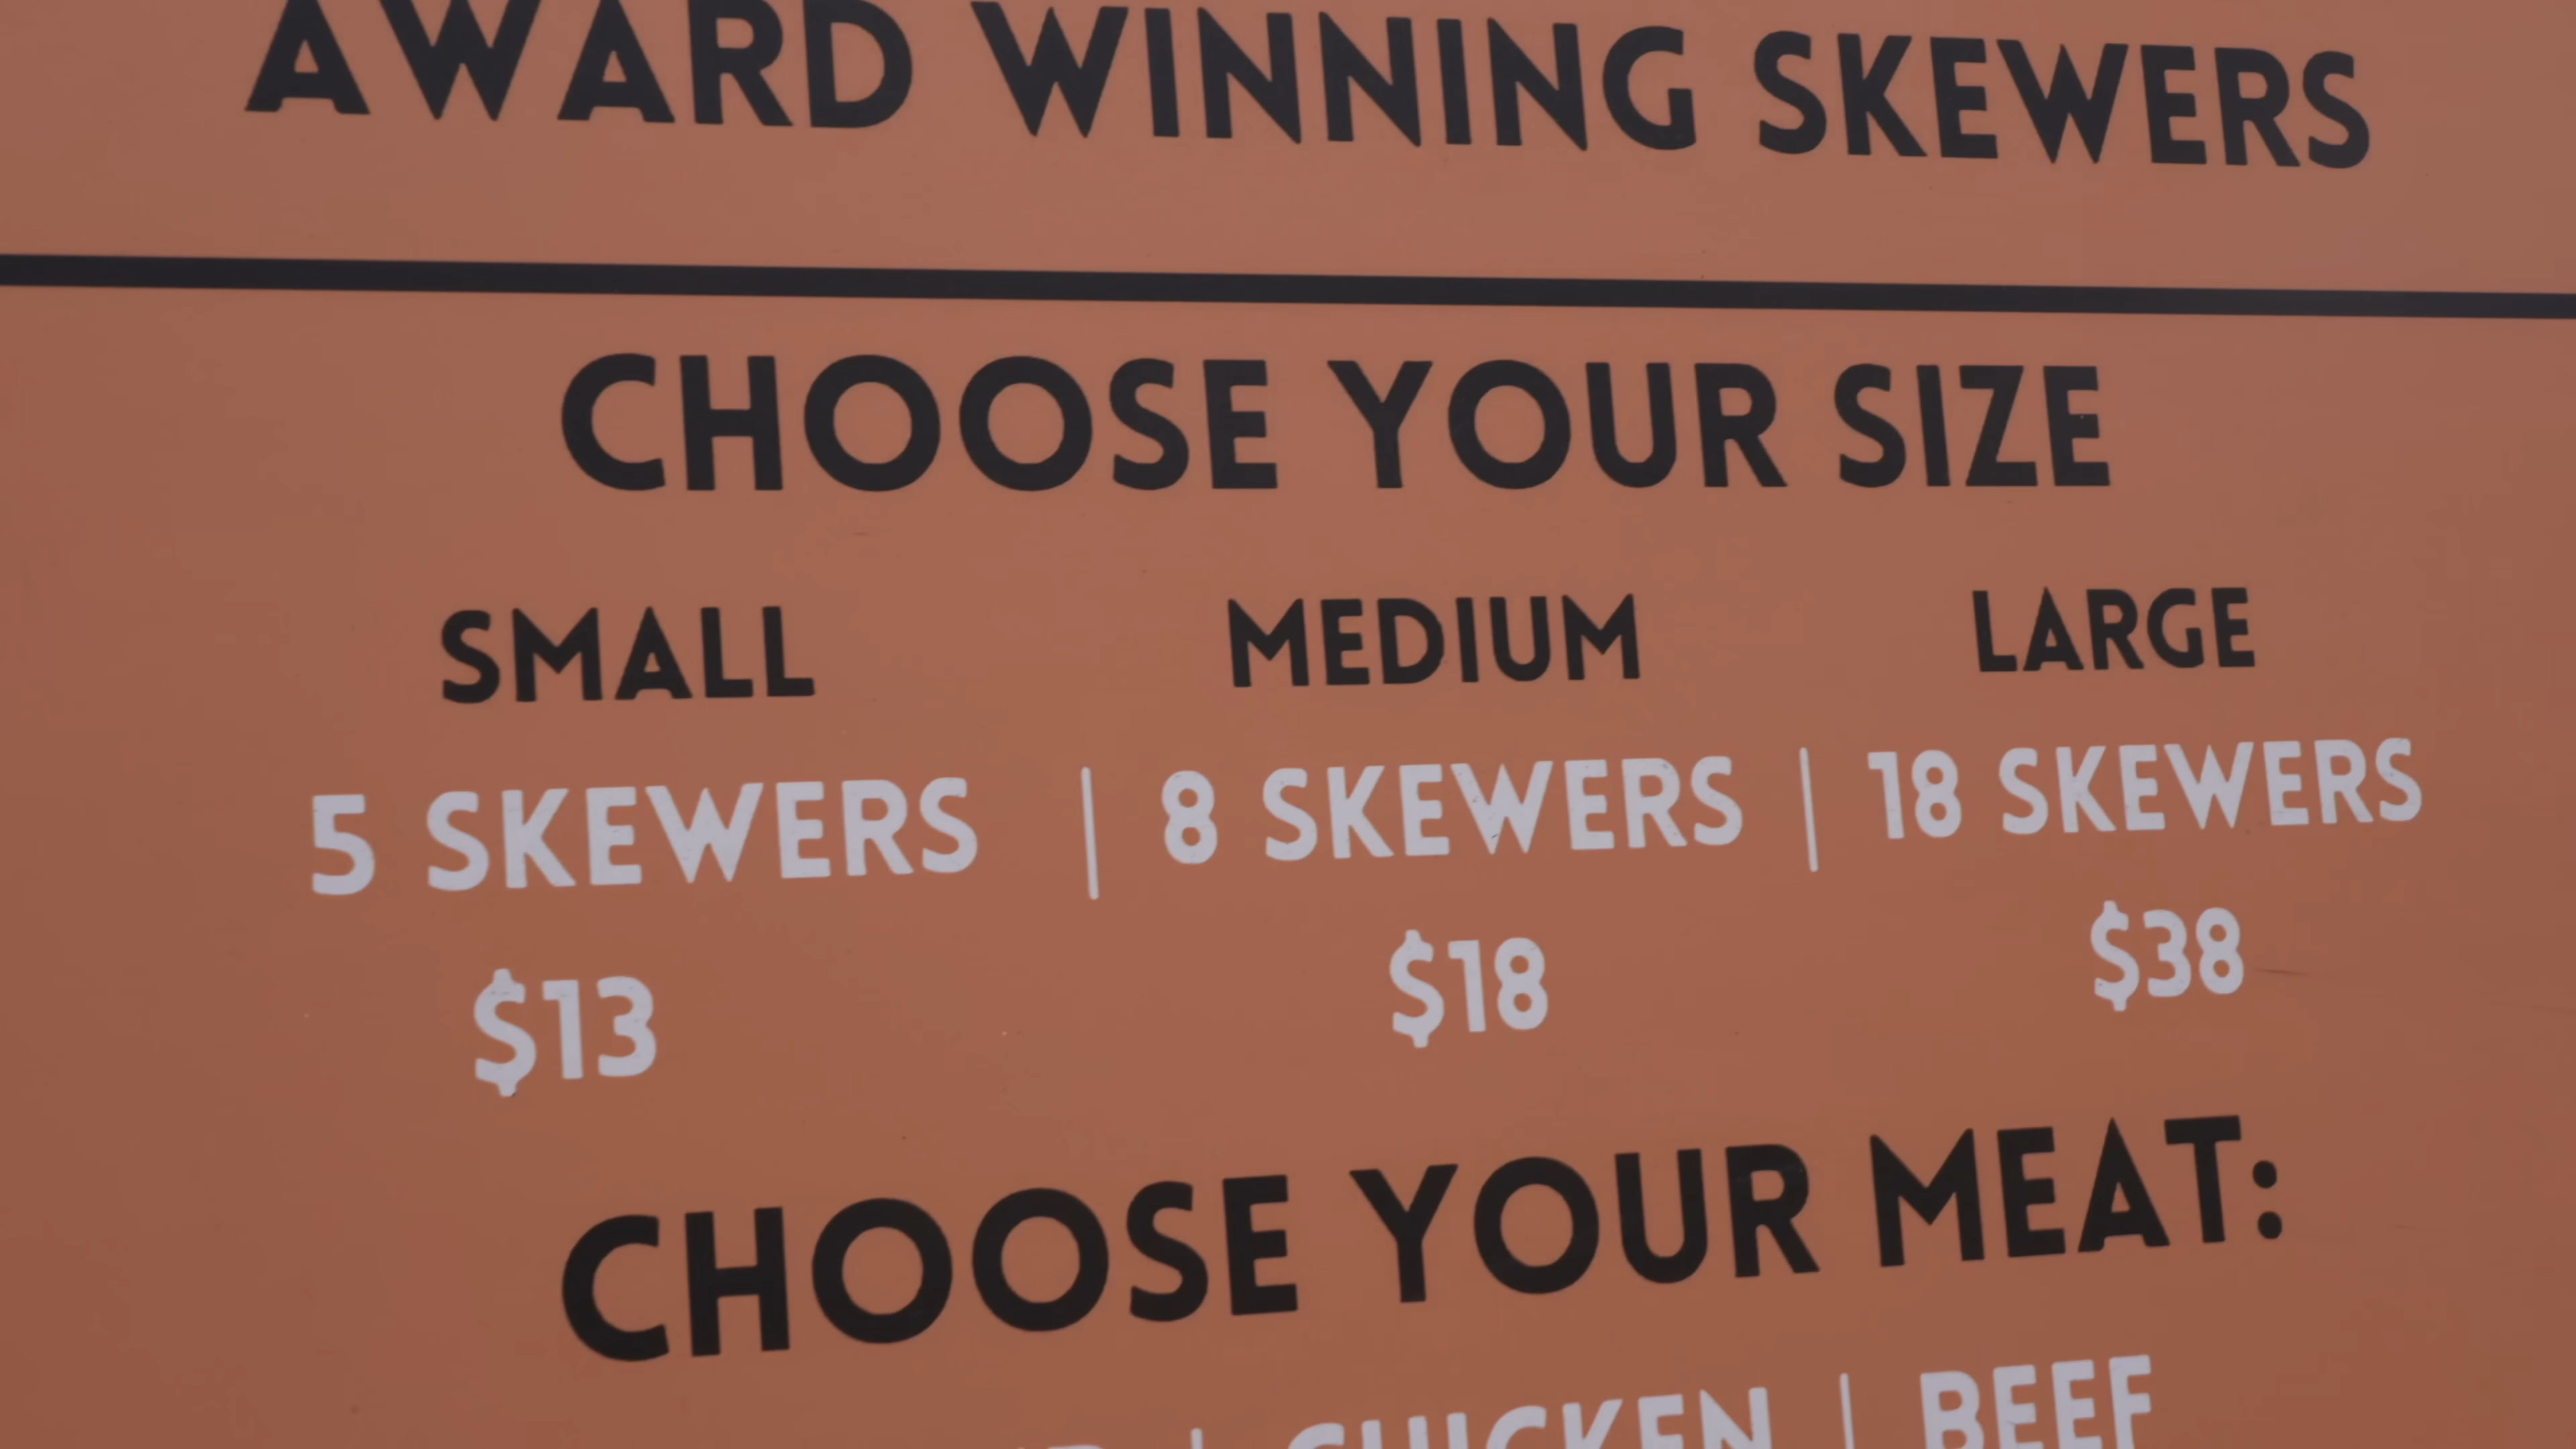 AWARD WINNING SKEWERS
CHOOSE YOUR SIZE
SMALL MEDIUM LARGE
5 SKEWERS | 8 SKEWERS | 18 SKEWERS
$13 $18 $38
CHOOSE YOUR MEAT:
| CHICKEN | BEEF